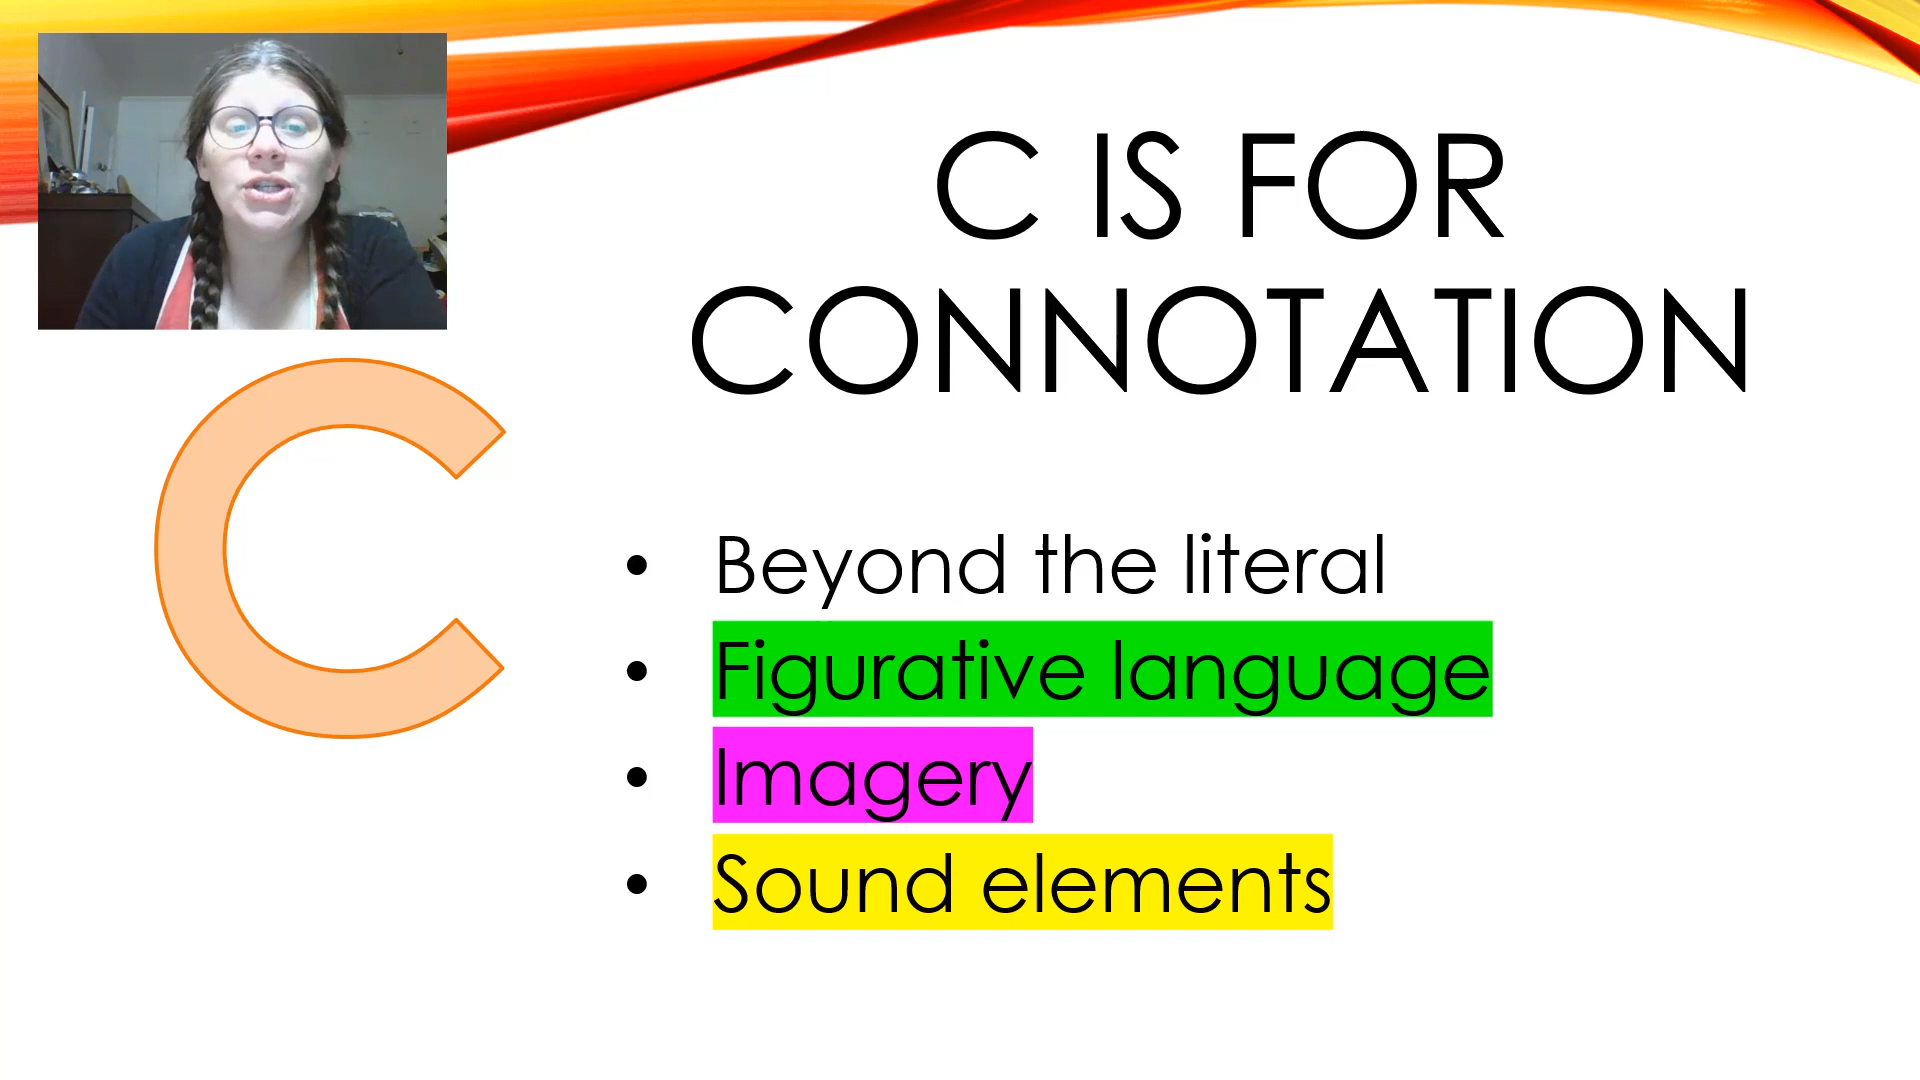 C IS FOR
CONNOTATION
C
• Beyond the literal
• Figurative language
• Imagery
• Sound elements